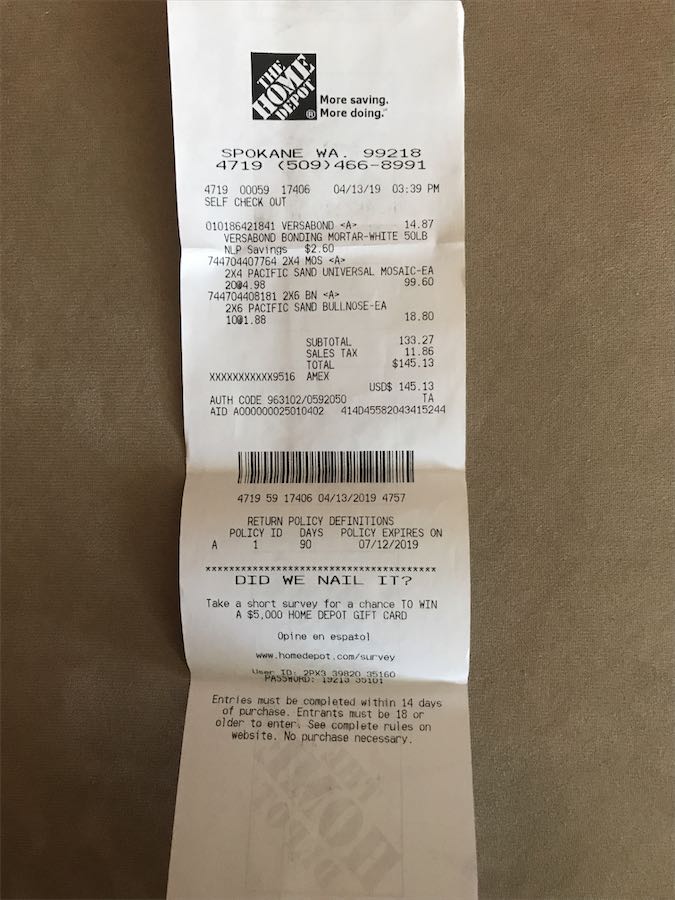 THE
HOME
DEPOT
®
More saving.
More doing.™
SPOKANE WA. 99218
4719 (509)466-8991
4719 00059 17406 04/13/19 03:39 PM
SELF CHECK OUT
010186421841 VERSABOND <A> 14.87
VERSABOND BONDING MORTAR-WHITE 50LB
NLP Savings $2.60
744704407764 2X4 MOS <A>
2X4 PACIFIC SAND UNIVERSAL MOSAIC-EA
20@4.98 99.60
744704408181 2X6 BN <A>
2X6 PACIFIC SAND BULLNOSE-EA
10@1.88 18.80
SUBTOTAL 133.27
SALES TAX 11.86
TOTAL $145.13
XXXXXXXXXXX9516 AMEX
USD$ 145.13
AUTH CODE 963102/0592050 TA
AID A000000025010402 414D45582043415244
4719 59 17406 04/13/2019 4757
RETURN POLICY DEFINITIONS
POLICY ID DAYS POLICY EXPIRES ON
A 1 90 07/12/2019
*****************************************
DID WE NAIL IT?
Take a short survey for a chance TO WIN
A $5,000 HOME DEPOT GIFT CARD
Opine en español
www.homedepot.com/survey
User ID: 2PX3 39820 35160
PASSWORD: 19213
Entries must be completed within 14 days
of purchase. Entrants must be 18 or
older to enter. See complete rules on
website. No purchase necessary.